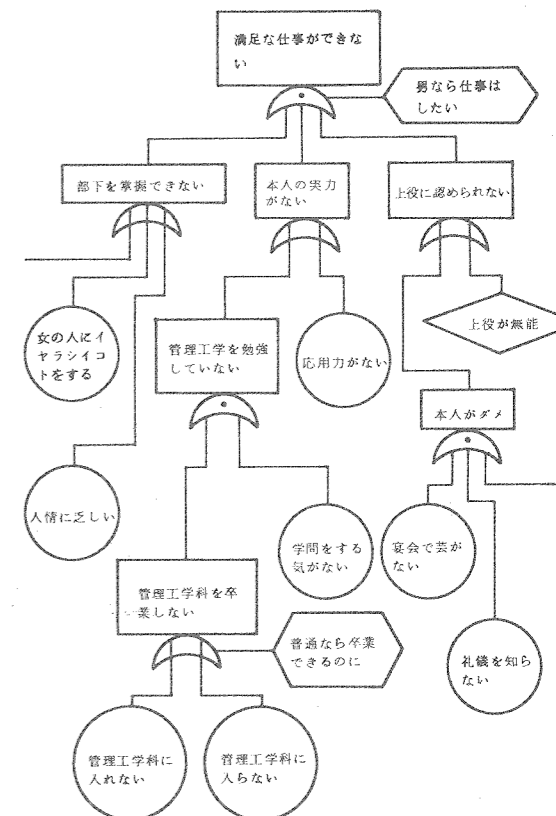 満足な仕事ができな
い
男なら仕事は
したい
部下を掌握できない
本人の実力
がない
上役に認められない
女の人にイ
ヤラシイコ
トをする
管理工学を勉強
していない
応用力がない
上役が無能
本人がダメ
人情に乏しい
学問をする
気がない
宴会で芸が
ない
管理工学科を卒
業しない
普通なら卒業
できるのに
礼儀を知ら
ない
管理工学科に
入れない
管理工学科に
入らない